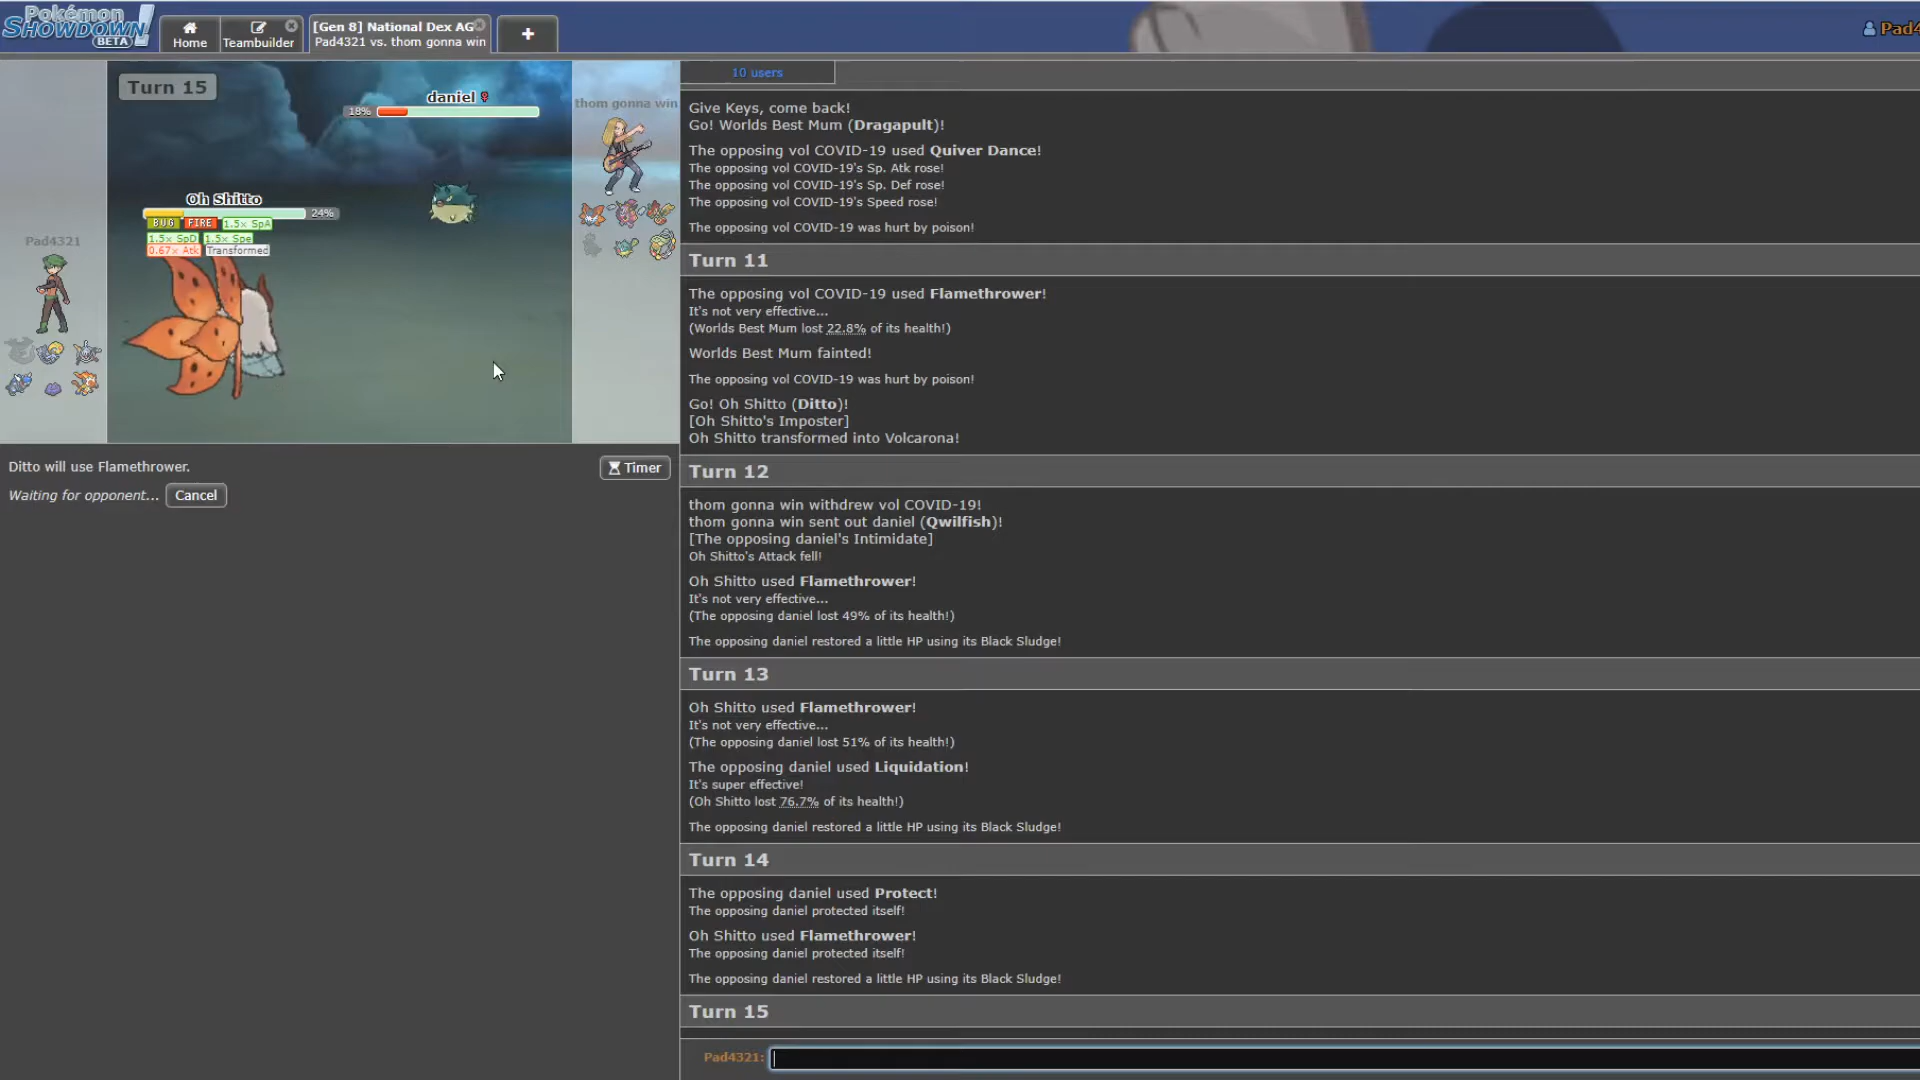 Pokémon
SHOWDOWN!
BETA
Home
Teambuilder
[Gen 8] National Dex AG
Pad4321 vs. thom gonna win
+
Pad4
Turn 15
daniel
18%
thom gonna win
Oh Shitto
24%
BUG FIRE 1.5× SpA
1.5× SpD 1.5× Spe
0.67× Atk Transformed
Pad4321
Ditto will use Flamethrower.
Timer
Waiting for opponent... Cancel
10 users
Give Keys, come back!
Go! Worlds Best Mum (Dragapult)!
The opposing vol COVID-19 used Quiver Dance!
The opposing vol COVID-19's Sp. Atk rose!
The opposing vol COVID-19's Sp. Def rose!
The opposing vol COVID-19's Speed rose!
The opposing vol COVID-19 was hurt by poison!
Turn 11
The opposing vol COVID-19 used Flamethrower!
It's not very effective...
(Worlds Best Mum lost 22.8% of its health!)
Worlds Best Mum fainted!
The opposing vol COVID-19 was hurt by poison!
Go! Oh Shitto (Ditto)!
[Oh Shitto's Imposter]
Oh Shitto transformed into Volcarona!
Turn 12
thom gonna win withdrew vol COVID-19!
thom gonna win sent out daniel (Qwilfish)!
[The opposing daniel's Intimidate]
Oh Shitto's Attack fell!
Oh Shitto used Flamethrower!
It's not very effective...
(The opposing daniel lost 49% of its health!)
The opposing daniel restored a little HP using its Black Sludge!
Turn 13
Oh Shitto used Flamethrower!
It's not very effective...
(The opposing daniel lost 51% of its health!)
The opposing daniel used Liquidation!
It's super effective!
(Oh Shitto lost 76.7% of its health!)
The opposing daniel restored a little HP using its Black Sludge!
Turn 14
The opposing daniel used Protect!
The opposing daniel protected itself!
Oh Shitto used Flamethrower!
The opposing daniel protected itself!
The opposing daniel restored a little HP using its Black Sludge!
Turn 15
Pad4321: